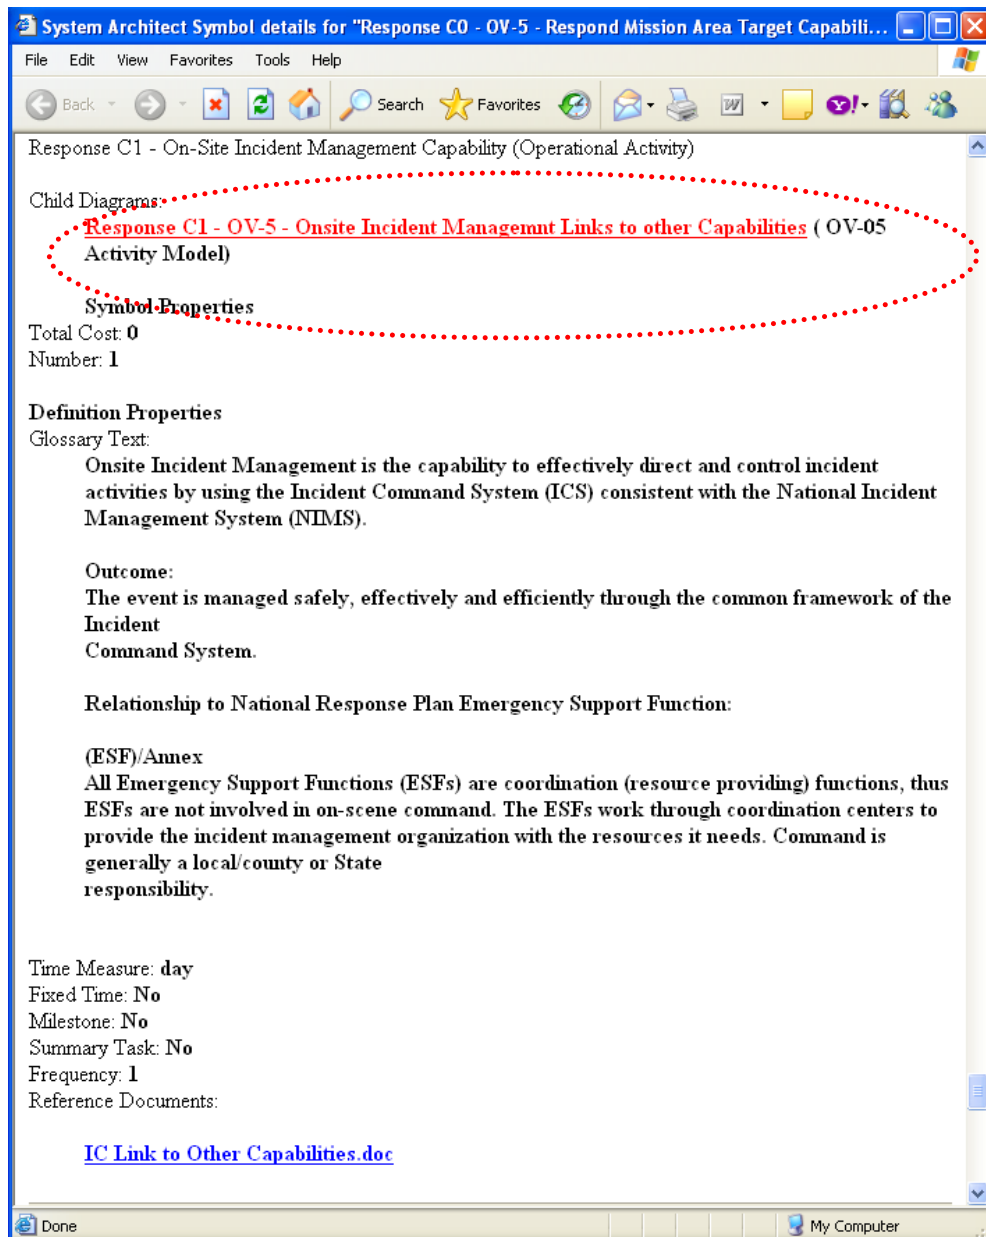 System Architect Symbol details for "Response C0 - OV-5 - Respond Mission Area Target Capabili...
File Edit View Favorites Tools Help
Back Search Favorites
Response C1 - On-Site Incident Management Capability (Operational Activity)
Child Diagrams:
Response C1 - OV-5 - Onsite Incident Managemnt Links to other Capabilities ( OV-05
Activity Model)
Symbol Properties
Total Cost: 0
Number: 1
Definition Properties
Glossary Text:
Onsite Incident Management is the capability to effectively direct and control incident
activities by using the Incident Command System (ICS) consistent with the National Incident
Management System (NIMS).
Outcome:
The event is managed safely, effectively and efficiently through the common framework of the
Incident
Command System.
Relationship to National Response Plan Emergency Support Function:
(ESF)/Annex
All Emergency Support Functions (ESFs) are coordination (resource providing) functions, thus
ESFs are not involved in on-scene command. The ESFs work through coordination centers to
provide the incident management organization with the resources it needs. Command is
generally a local/county or State
responsibility.
Time Measure: day
Fixed Time: No
Milestone: No
Summary Task: No
Frequency: 1
Reference Documents:
IC Link to Other Capabilities.doc
Done My Computer